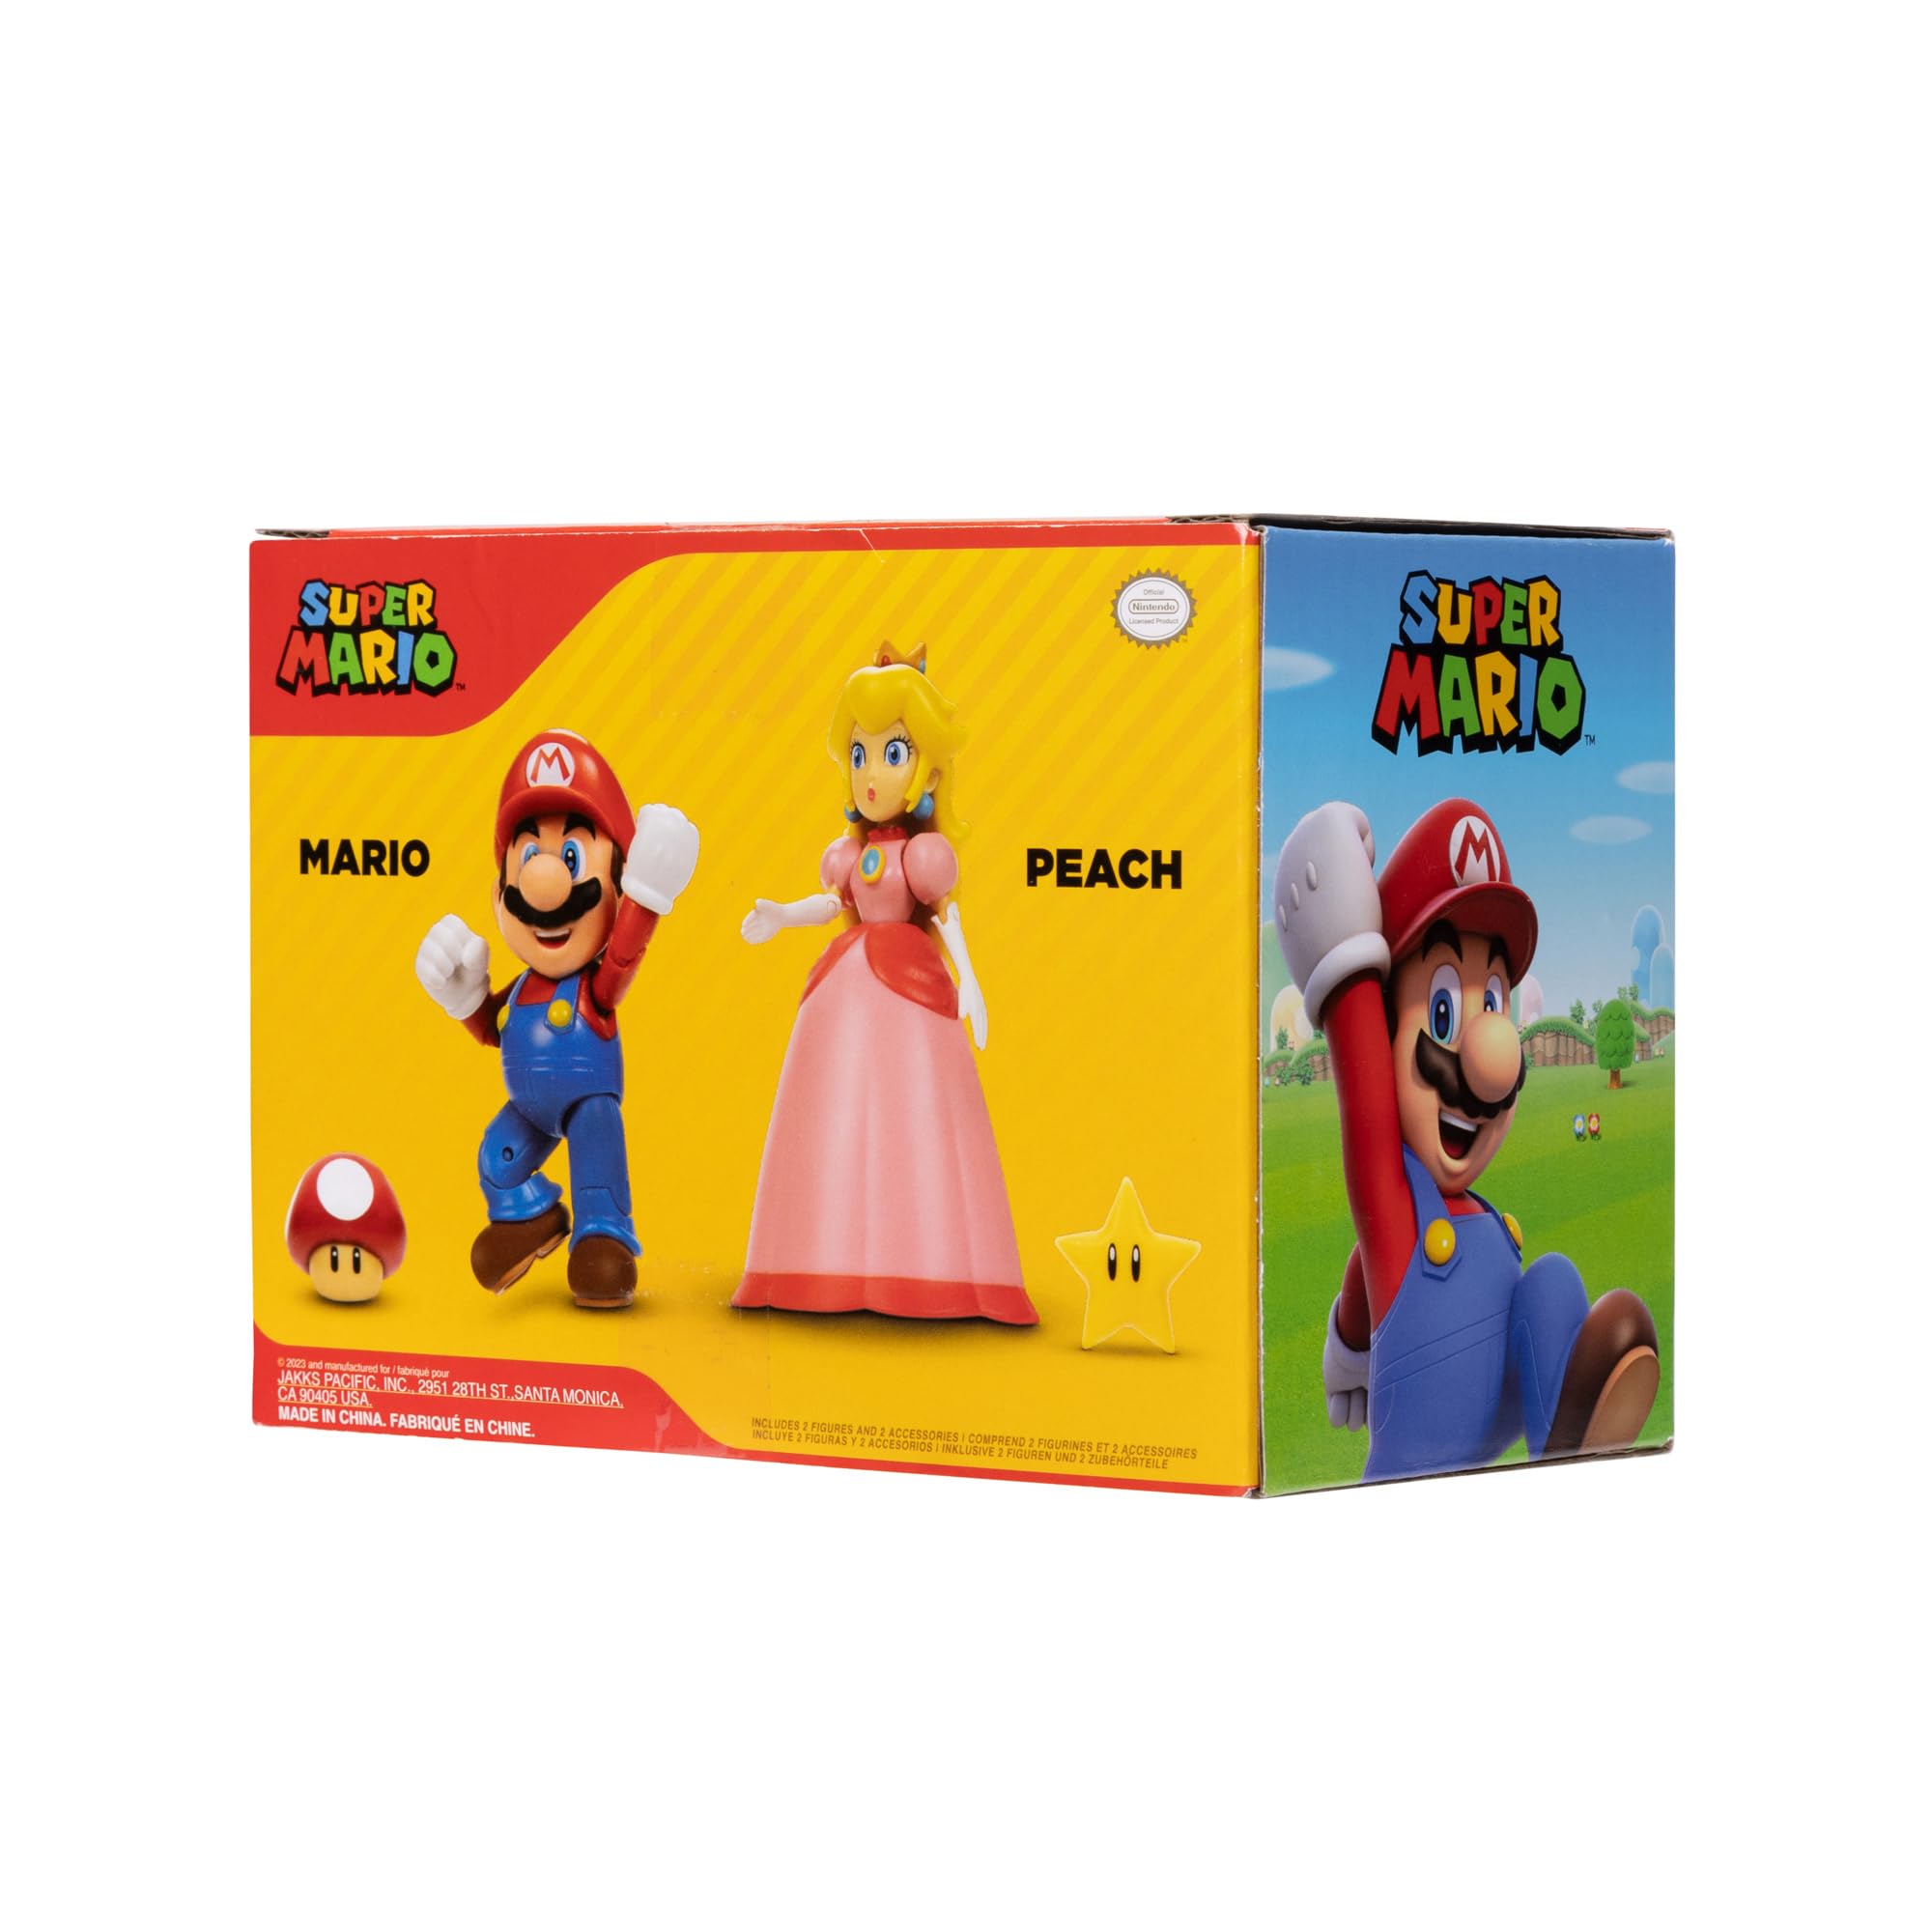 SUPER
MARIO™
Official
Nintendo
Licensed Product
MARIO
PEACH
© 2023 and manufactured for / fabriqué pour
JAKKS PACIFIC, INC., 2951 28TH ST.,SANTA MONICA,
CA 90405 USA.
MADE IN CHINA. FABRIQUÉ EN CHINE.
INCLUDES 2 FIGURES AND 2 ACCESSORIES | COMPREND 2 FIGURINES ET 2 ACCESSOIRES
INCLUYE 2 FIGURAS Y 2 ACCESORIOS | INKLUSIVE 2 FIGUREN UND 2 ZUBEHÖRTEILE
SUPER
MARIO™
M
M